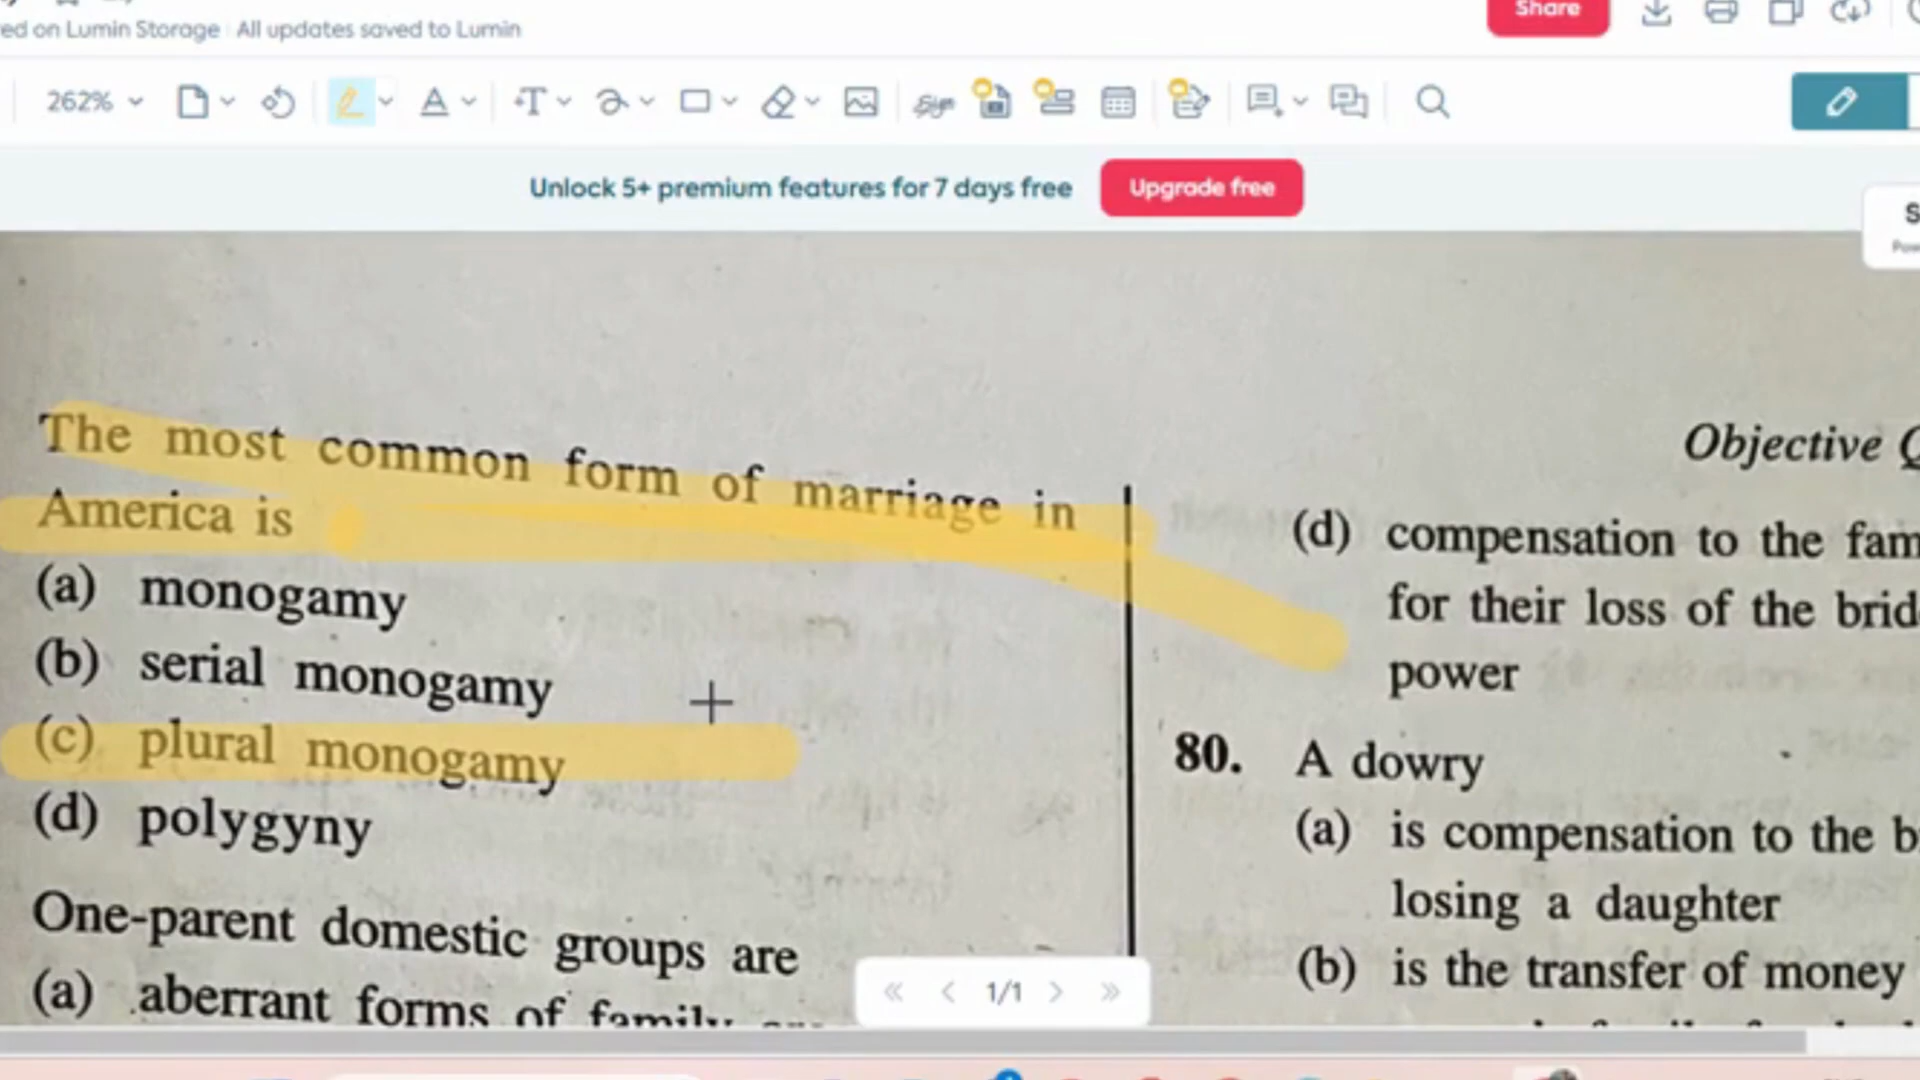 ed on Lumin Storage All updates saved to Lumin
Share
262%
Sign
Unlock 5+ premium features for 7 days free
Upgrade free
The most common form of marriage in
America is
(a) monogamy
(b) serial monogamy
(c) plural monogamy
(d) polygyny
One-parent domestic groups are
(a) aberrant forms of family
Objective Q
(d) compensation to the fam
for their loss of the brid
power
80. A dowry
(a) is compensation to the b
losing a daughter
(b) is the transfer of money
1/1